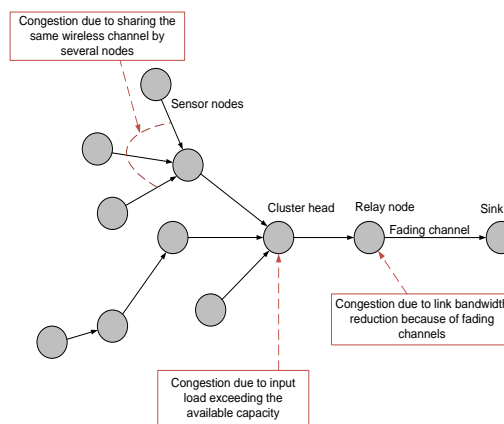 Congestion due to sharing the
same wireless channel by
several nodes
Sensor nodes
Cluster head
Relay node
Sink
Fading channel
Congestion due to link bandwidth
reduction because of fading
channels
Congestion due to input
load exceeding the
available capacity